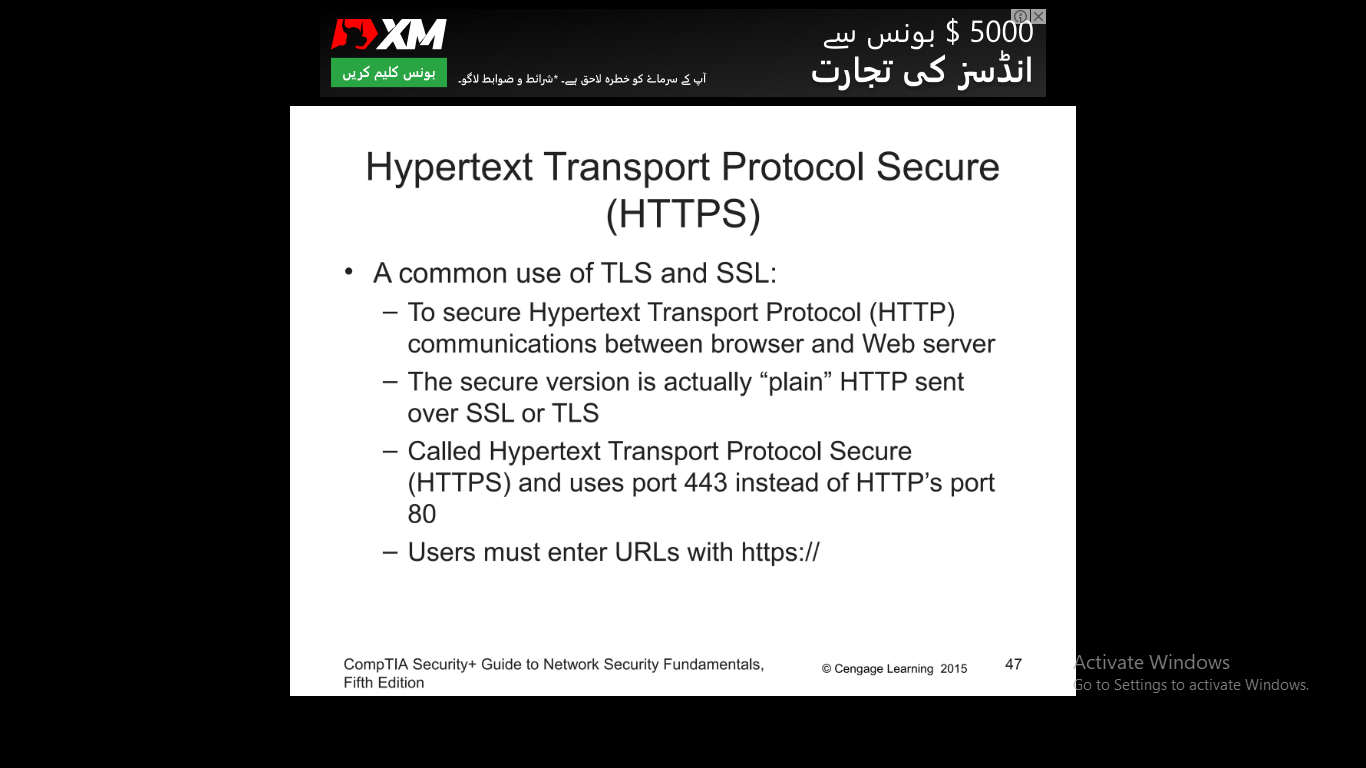 XM
5000 $ بونس سے
انڈسز کی تجارت
بونس کلیم کریں
آپ کے سرمائے کو خطرہ لاحق ہے۔ *شرائط و ضوابط لاگو۔
Hypertext Transport Protocol Secure
(HTTPS)
• A common use of TLS and SSL:
– To secure Hypertext Transport Protocol (HTTP)
communications between browser and Web server
– The secure version is actually “plain” HTTP sent
over SSL or TLS
– Called Hypertext Transport Protocol Secure
(HTTPS) and uses port 443 instead of HTTP’s port
80
– Users must enter URLs with https://
CompTIA Security+ Guide to Network Security Fundamentals,
Fifth Edition
© Cengage Learning 2015
47
Activate Windows
Go to Settings to activate Windows.